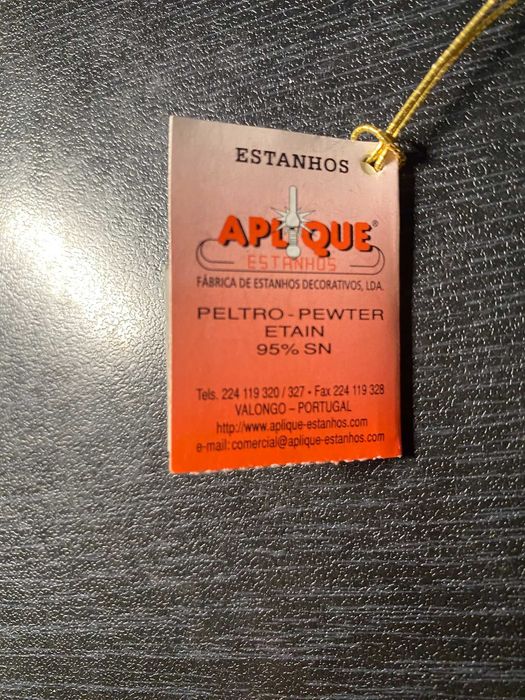 ESTANHOS
APLIQUE®
ESTANHOS
FÁBRICA DE ESTANHOS DECORATIVOS, LDA.
PELTRO - PEWTER
ETAIN
95% SN
Tels. 224 119 320 / 327 • Fax 224 119 328
VALONGO – PORTUGAL
http://www.aplique-estanhos.com
e-mail: comercial@aplique-estanhos.com